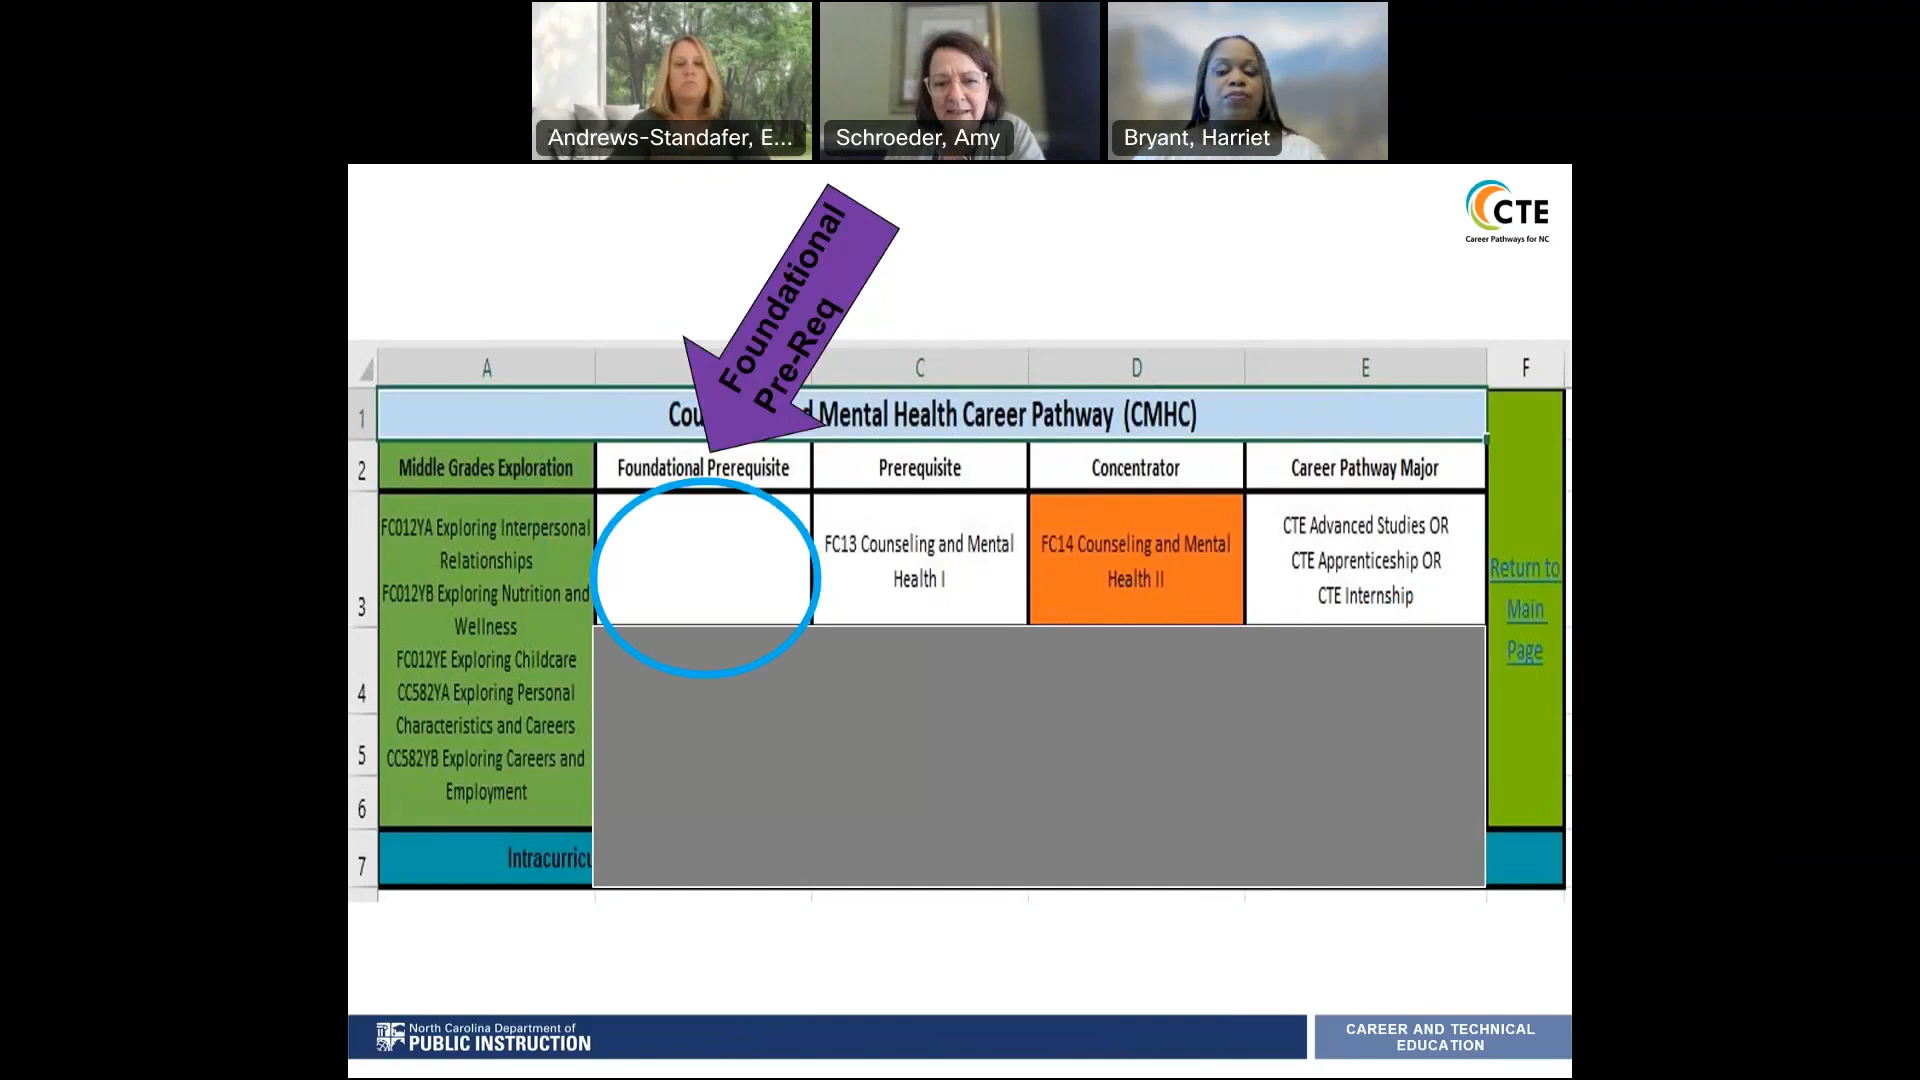 Andrews-Standafer, E...
Schroeder, Amy
Bryant, Harriet
CTE
Career Pathways for NC
Foundational
Pre-Req
A
C
D
E
F
1
Cou
d Mental Health Career Pathway (CMHC)
2
Middle Grades Exploration
Foundational Prerequisite
Prerequisite
Concentrator
Career Pathway Major
3
4
5
6
FC012YA Exploring Interpersonal
Relationships
FC012YB Exploring Nutrition and
Wellness
FC012YE Exploring Childcare
CC582YA Exploring Personal
Characteristics and Careers
CC582YB Exploring Careers and
Employment
FC13 Counseling and Mental
Health I
FC14 Counseling and Mental
Health II
CTE Advanced Studies OR
CTE Apprenticeship OR
CTE Internship
Return to
Main
Page
7
Intracurricu
North Carolina Department of
PUBLIC INSTRUCTION
CAREER AND TECHNICAL
EDUCATION